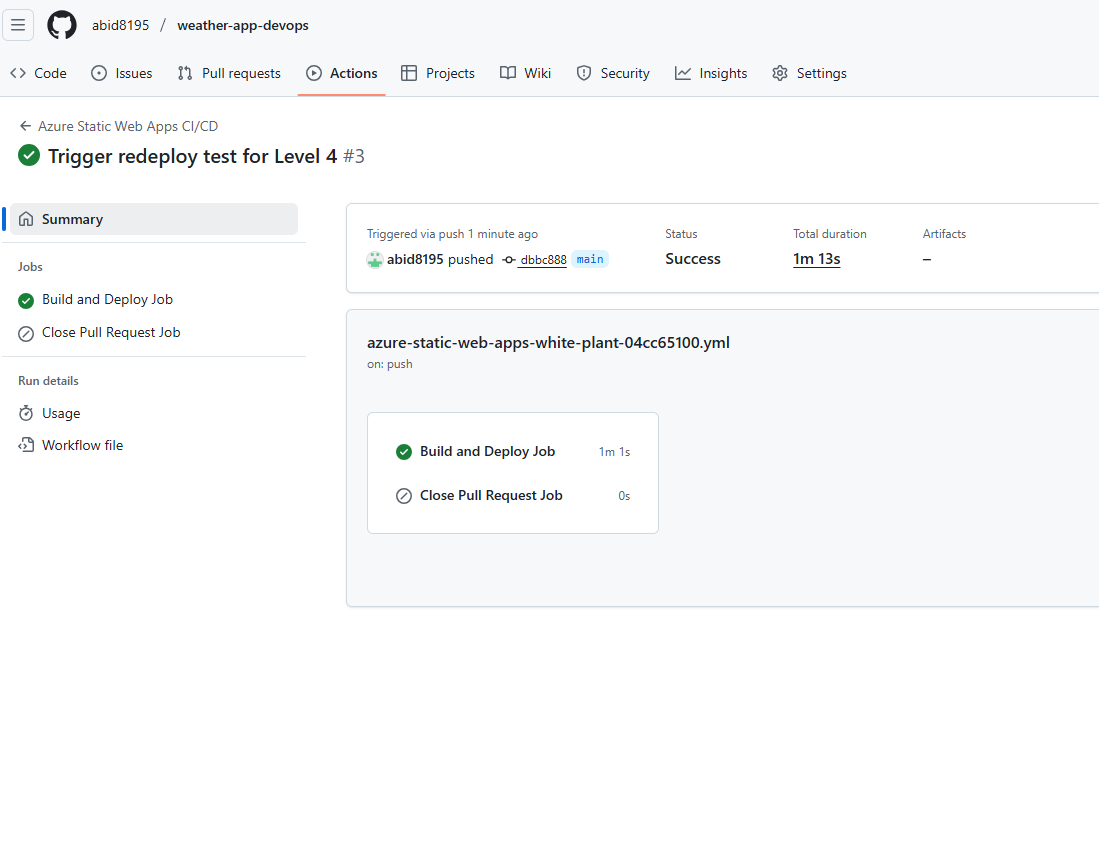 abid8195 / weather-app-devops
Code Issues Pull requests Actions Projects Wiki Security Insights Settings
Azure Static Web Apps CI/CD
Trigger redeploy test for Level 4 #3
Summary
Jobs
Build and Deploy Job
Close Pull Request Job
Run details
Usage
Workflow file
Triggered via push 1 minute ago
abid8195 pushed dbbc888 main
Status
Success
Total duration
1m 13s
Artifacts
–
azure-static-web-apps-white-plant-04cc65100.yml
on: push
Build and Deploy Job 1m 1s
Close Pull Request Job 0s